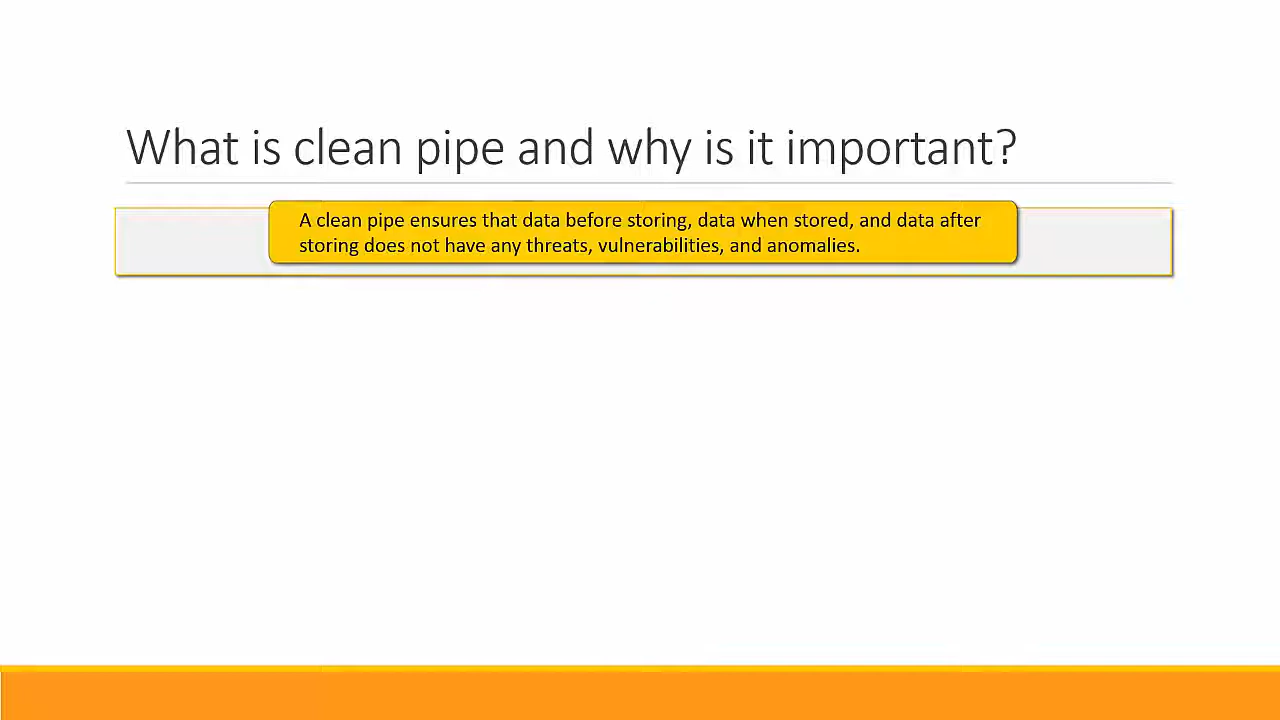 What is clean pipe and why is it important?
A clean pipe ensures that data before storing, data when stored, and data after
storing does not have any threats, vulnerabilities, and anomalies.